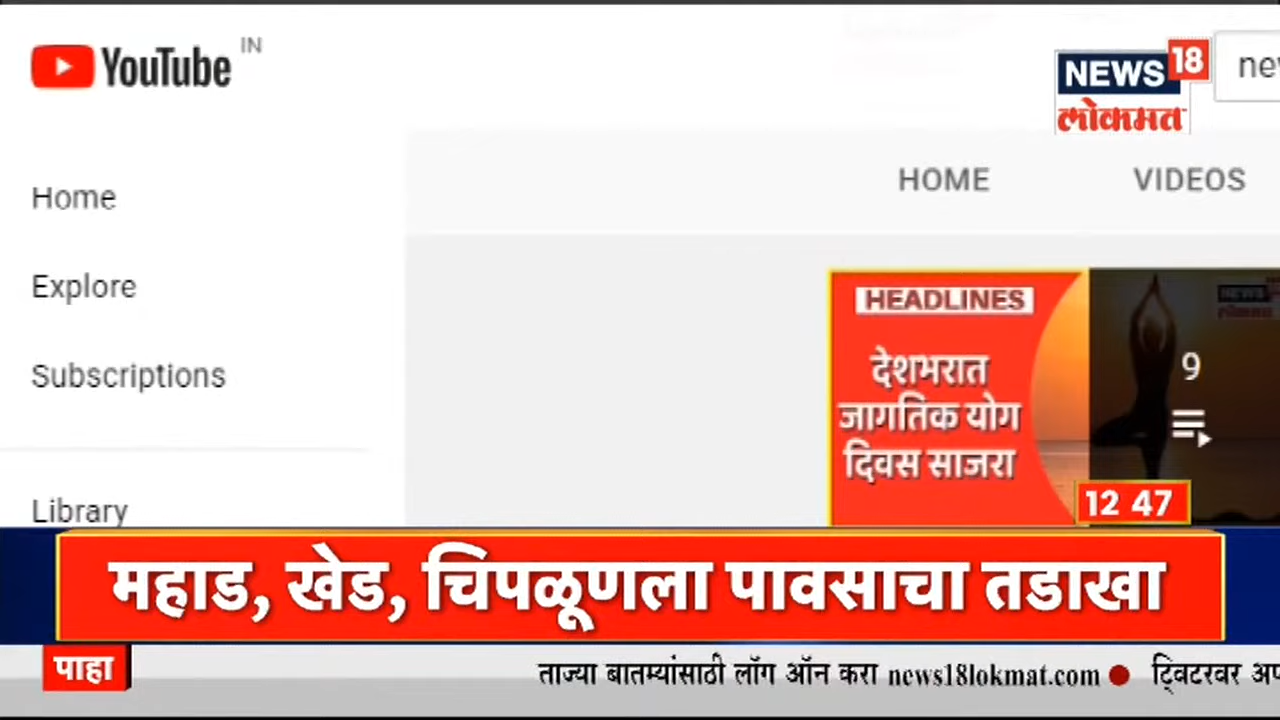 YouTube IN
NEWS 18
लोकमत
Home
HOME
VIDEOS
Explore
Subscriptions
Library
HEADLINES
देशभरात
जागतिक योग
दिवस साजरा
9
12 47
महाड, खेड, चिपळूणला पावसाचा तडाखा
पाहा
ताज्या बातम्यांसाठी लॉग ऑन करा news18lokmat.com ● ट्विटरवर